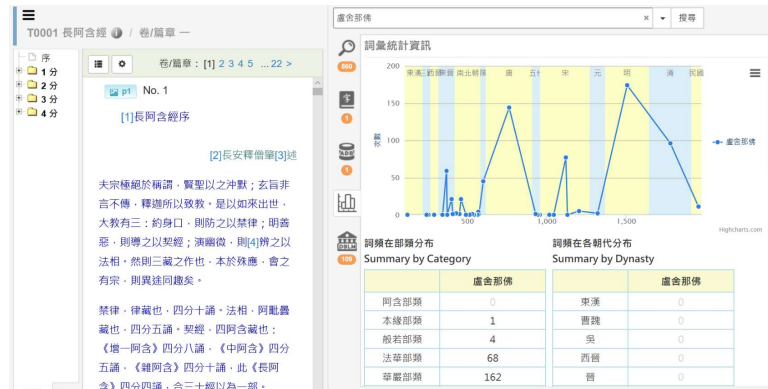 T0001 長阿含經 / 卷/篇章 一
序
1 分
2 分
3 分
4 分
卷/篇章 : [1] 2 3 4 5 ...22 >
p1 No. 1
[1]長阿含經序
[2]長安釋僧肇[3]述
夫宗極絕於稱謂，賢聖以之沖默；玄旨非
言不傳，釋迦所以致教。是以如來出世，
大教有三：約身口，則防之以禁律；明善
惡，則導之以契經；演幽微，則[4]辨之以
法相。然則三藏之作也，本於殊應，會之
有宗，則異途同趣矣。
禁律，律藏也，四分十誦。法相，阿毗曇
藏也，四分五誦。契經，四阿含藏也：
《增一阿含》四分八誦，《中阿含》四分
五誦，《雜阿含》四分十誦，此《長阿
含》四分四誦，合三十經以為一部。
盧舍那佛
× 搜尋
860
字
1
1
109
詞彙統計資訊
次數
200
150
100
50
0
500
1,000
1,500
東漢 三 西晉 東晉 南北朝 隋 唐 五十 宋 元 明 清 民國
盧舍那佛
Highcharts.com
詞頻在部類分布
Summary by Category
盧舍那佛
阿含部類 0
本緣部類 1
般若部類 4
法華部類 68
華嚴部類 162
詞頻在各朝代分布
Summary by Dynasty
盧舍那佛
東漢 0
曹魏 0
吳 0
西晉 0
晉 0